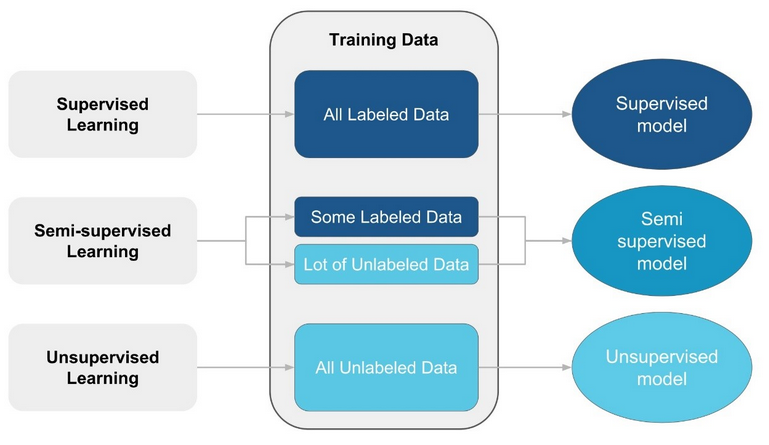 Training Data
Supervised
Learning
All Labeled Data
Supervised
model
Semi-supervised
Learning
Some Labeled Data
Lot of Unlabeled Data
Semi
supervised
model
Unsupervised
Learning
All Unlabeled Data
Unsupervised
model